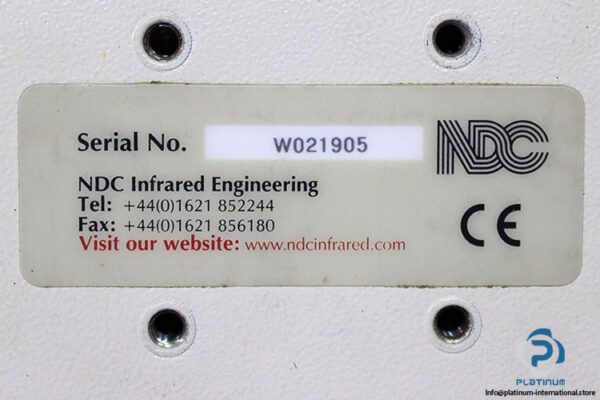 Serial No. W021905
NDC
NDC Infrared Engineering
Tel: +44(0)1621 852244
Fax: +44(0)1621 856180
Visit our website: www.ndcinfrared.com
CE
PLATINUM
Info@platinum-international.store